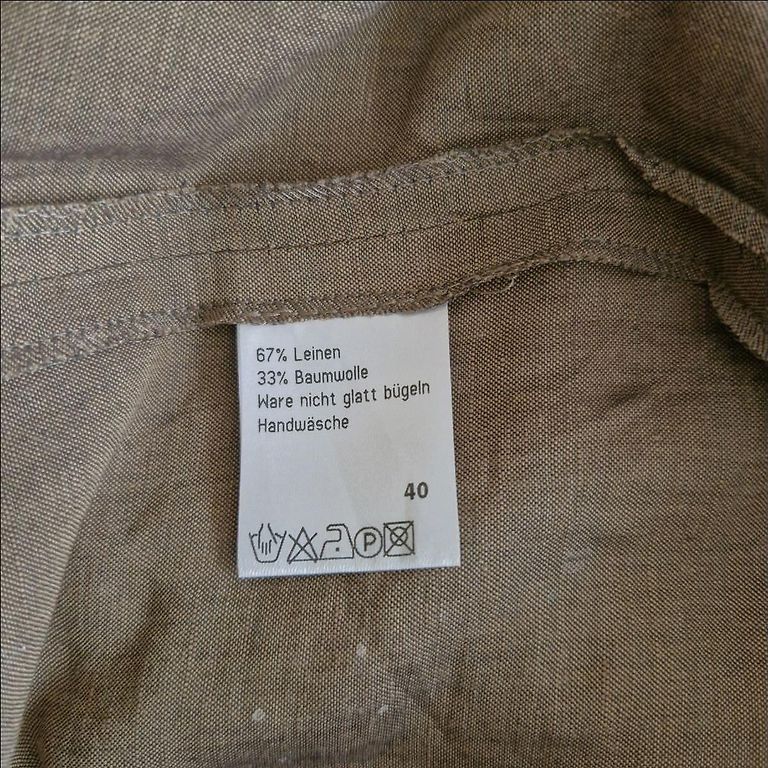 67% Leinen
33% Baumwolle
Ware nicht glatt bügeln
Handwäsche
40
P